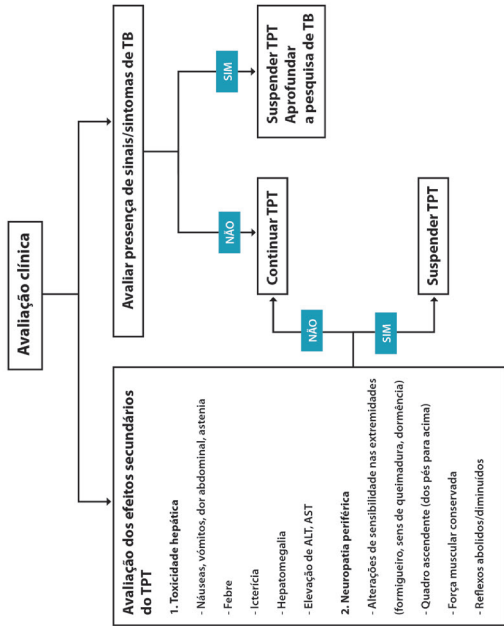 Avaliação clínica
Avaliação dos efeitos secundários
do TPT
1. Toxicidade hepática
- Náuseas, vómitos, dor abdominal, astenia
- Febre
- Icterícia
- Hepatomegalia
- Elevação de ALT, AST
2. Neuropatia periférica
- Alterações de sensibilidade nas extremidades
(formigueiro, sens de queimadura, dormência)
- Quadro ascendente (dos pés para acima)
- Força muscular conservada
- Reflexos abolidos/diminuídos
Avaliar presença de sinais/sintomas de TB
NÃO
SIM
Continuar TPT
Suspender TPT
Aprofundar
a pesquisa de TB
NÃO
SIM
Suspender TPT